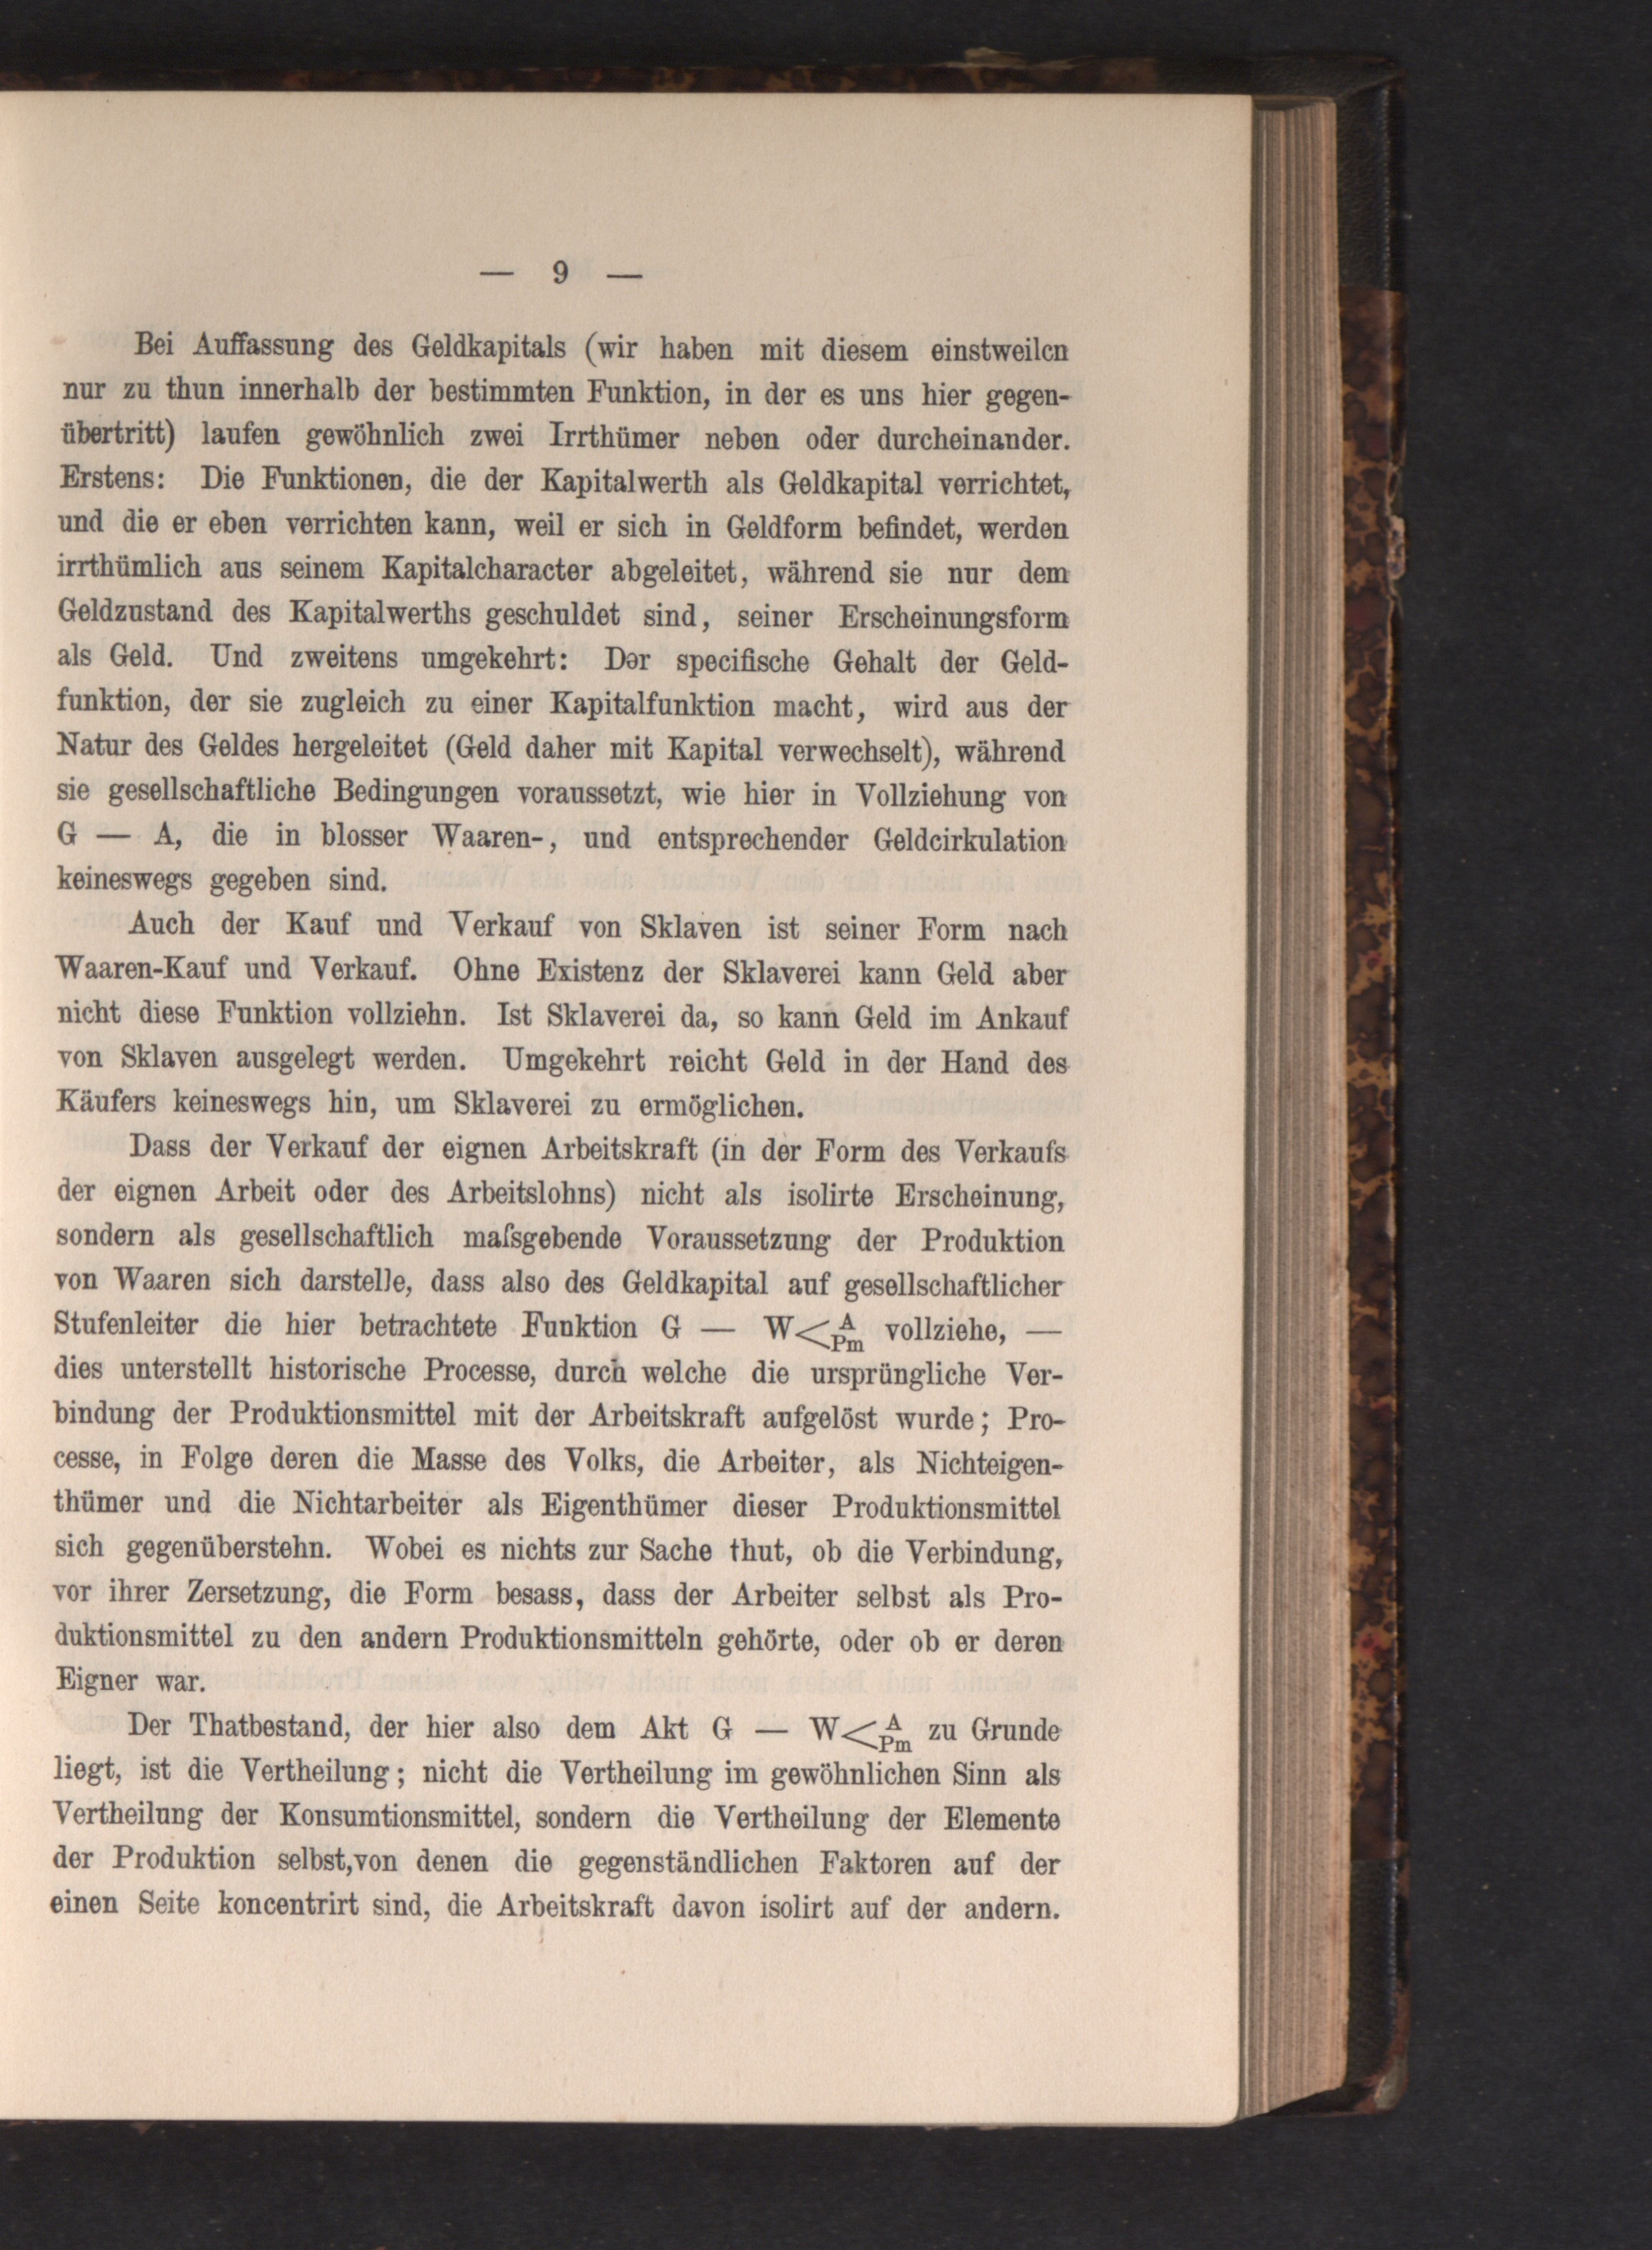 — 9 —
Bei Auffassung des Geldkapitals (wir haben mit diesem einstweilen
nur zu thun innerhalb der bestimmten Funktion, in der es uns hier gegen-
übertritt) laufen gewöhnlich zwei Irrthümer neben oder durcheinander.
Erstens: Die Funktionen, die der Kapitalwerth als Geldkapital verrichtet,
und die er eben verrichten kann, weil er sich in Geldform befindet, werden
irrthümlich aus seinem Kapitalcharacter abgeleitet, während sie nur dem
Geldzustand des Kapitalwerths geschuldet sind, seiner Erscheinungsform
als Geld. Und zweitens umgekehrt: Der specifische Gehalt der Geld-
funktion, der sie zugleich zu einer Kapitalfunktion macht, wird aus der
Natur des Geldes hergeleitet (Geld daher mit Kapital verwechselt), während
sie gesellschaftliche Bedingungen voraussetzt, wie hier in Vollziehung von
G — A, die in blosser Waaren-, und entsprechender Geldcirkulation
keineswegs gegeben sind.
Auch der Kauf und Verkauf von Sklaven ist seiner Form nach
Waaren-Kauf und Verkauf. Ohne Existenz der Sklaverei kann Geld aber
nicht diese Funktion vollziehn. Ist Sklaverei da, so kann Geld im Ankauf
von Sklaven ausgelegt werden. Umgekehrt reicht Geld in der Hand des
Käufers keineswegs hin, um Sklaverei zu ermöglichen.
Dass der Verkauf der eignen Arbeitskraft (in der Form des Verkaufs
der eignen Arbeit oder des Arbeitslohns) nicht als isolirte Erscheinung,
sondern als gesellschaftlich maſsgebende Voraussetzung der Produktion
von Waaren sich darstelle, dass also des Geldkapital auf gesellschaftlicher
Stufenleiter die hier betrachtete Funktion G — W<A Pm vollziehe, —
dies unterstellt historische Processe, durch welche die ursprüngliche Ver-
bindung der Produktionsmittel mit der Arbeitskraft aufgelöst wurde; Pro-
cesse, in Folge deren die Masse des Volks, die Arbeiter, als Nichteigen-
thümer und die Nichtarbeiter als Eigenthümer dieser Produktionsmittel
sich gegenüberstehn. Wobei es nichts zur Sache thut, ob die Verbindung,
vor ihrer Zersetzung, die Form besass, dass der Arbeiter selbst als Pro-
duktionsmittel zu den andern Produktionsmitteln gehörte, oder ob er deren
Eigner war.
Der Thatbestand, der hier also dem Akt G — W<A Pm zu Grunde
liegt, ist die Vertheilung; nicht die Vertheilung im gewöhnlichen Sinn als
Vertheilung der Konsumtionsmittel, sondern die Vertheilung der Elemente
der Produktion selbst,von denen die gegenständlichen Faktoren auf der
einen Seite koncentrirt sind, die Arbeitskraft davon isolirt auf der andern.